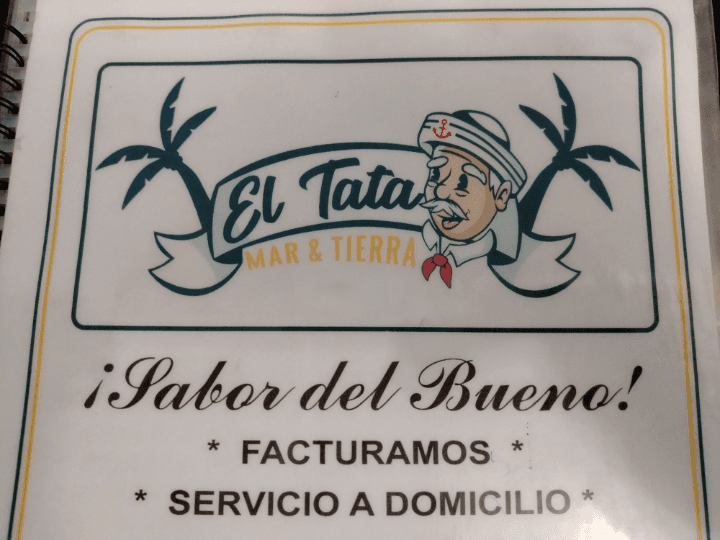 El Tata
MAR & TIERRA
¡Sabor del Bueno!
* FACTURAMOS *
* SERVICIO A DOMICILIO *